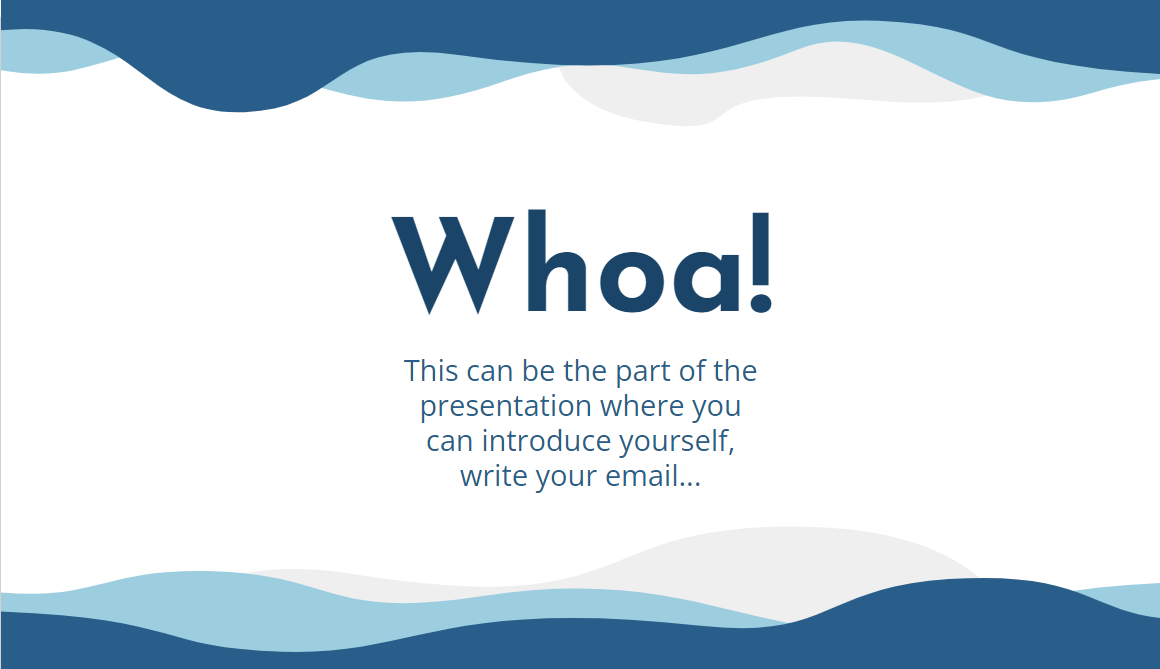 Whoa!
This can be the part of the
presentation where you
can introduce yourself,
write your email...